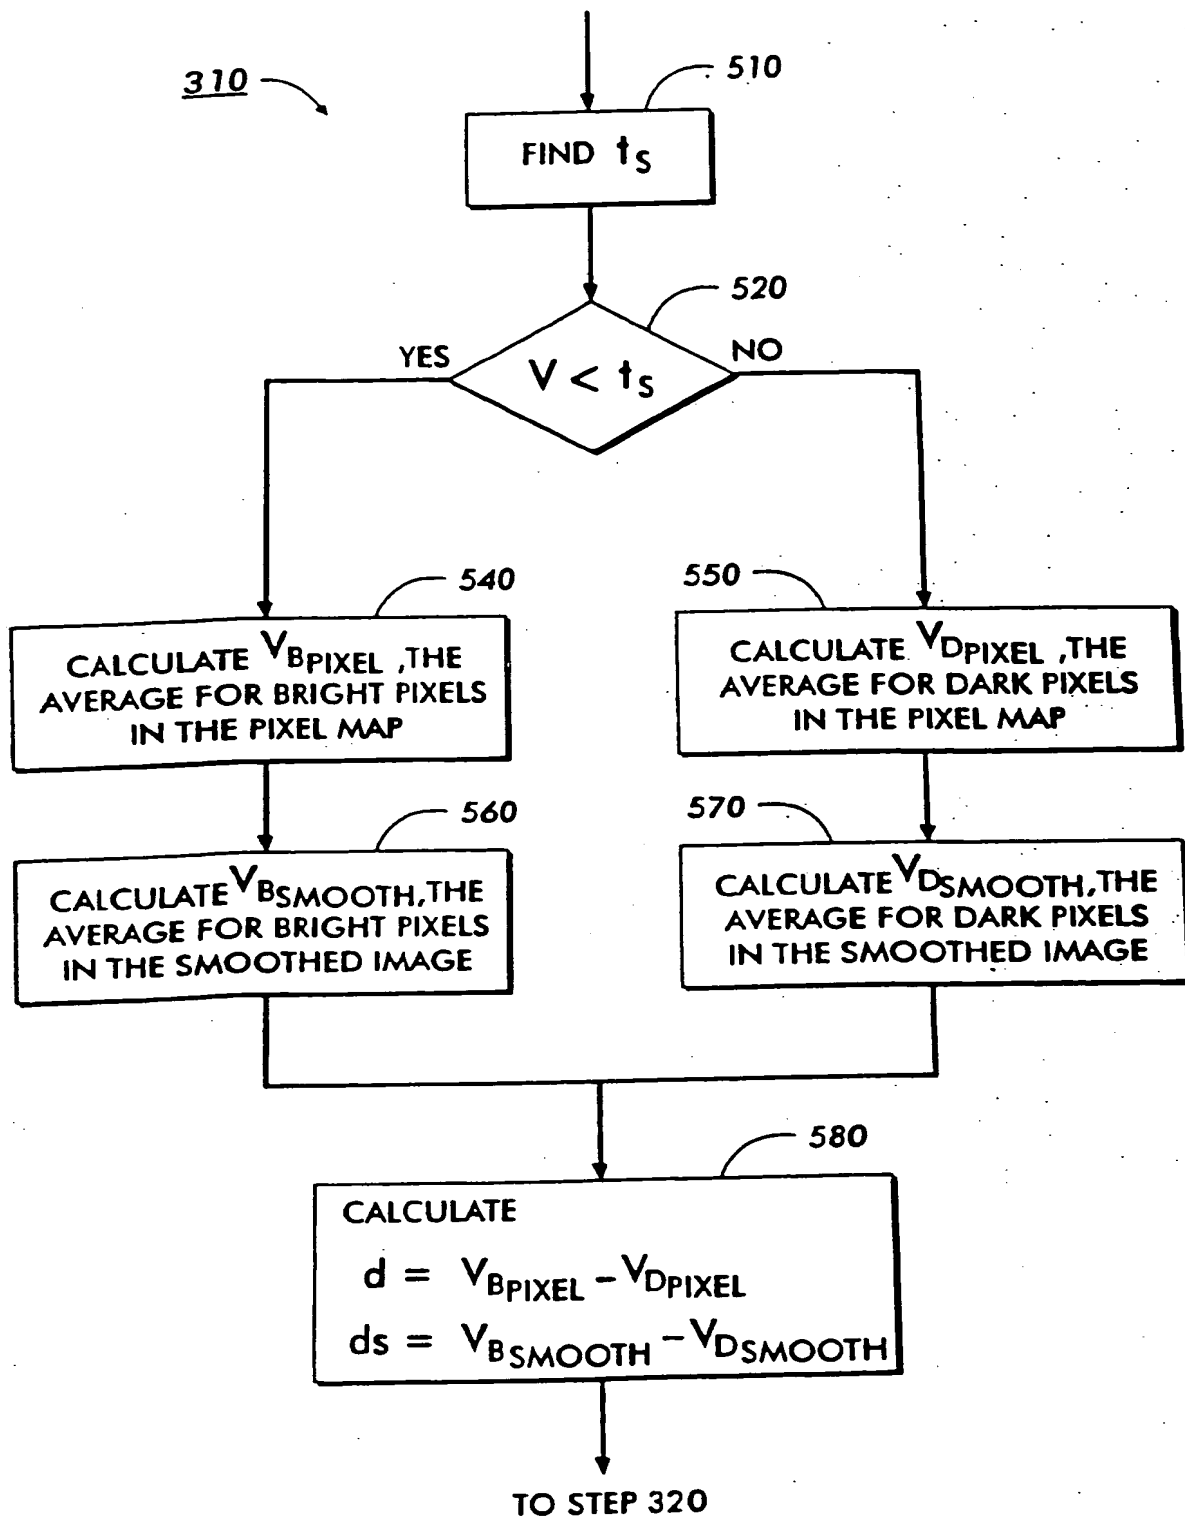 310
510
FIND tS
520
YES
V < tS
NO
540
CALCULATE VBPIXEL ,THE
AVERAGE FOR BRIGHT PIXELS
IN THE PIXEL MAP
550
CALCULATE VDPIXEL ,THE
AVERAGE FOR DARK PIXELS
IN THE PIXEL MAP
560
CALCULATE VBSMOOTH, THE
AVERAGE FOR BRIGHT PIXELS
IN THE SMOOTHED IMAGE
570
CALCULATE VDSMOOTH, THE
AVERAGE FOR DARK PIXELS
IN THE SMOOTHED IMAGE
580
CALCULATE
d = VBPIXEL – VDPIXEL
ds = VBSMOOTH – VDSMOOTH
TO STEP 320